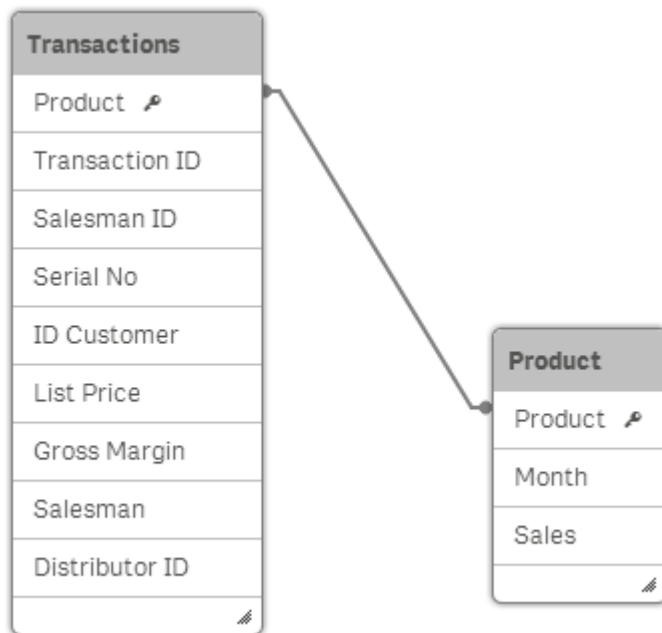 Transactions
Product
Transaction ID
Salesman ID
Serial No
ID Customer
List Price
Gross Margin
Salesman
Distributor ID
Product
Product
Month
Sales